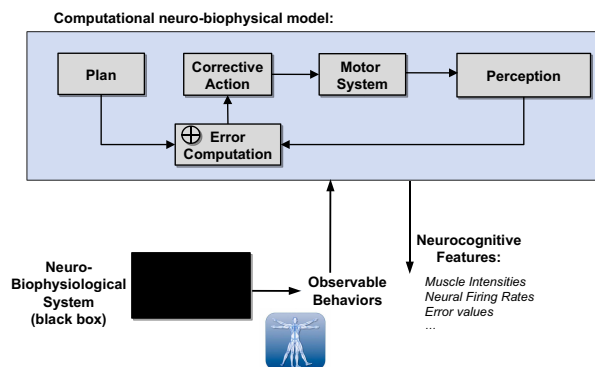 Computational neuro-biophysical model:
Plan
Corrective
Action
Motor
System
Perception
Error
Computation
Neuro-
Biophysiological
System
(black box)
Observable
Behaviors
Neurocognitive
Features:
Muscle Intensities
Neural Firing Rates
Error values
...